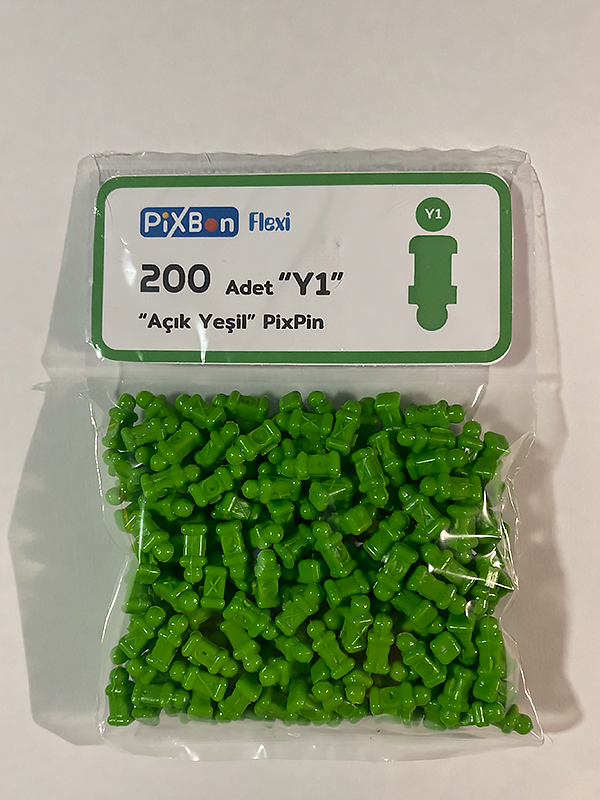 PiXBon Flexi
Y1
200 Adet "Y1"
"Açık Yeşil" PixPin